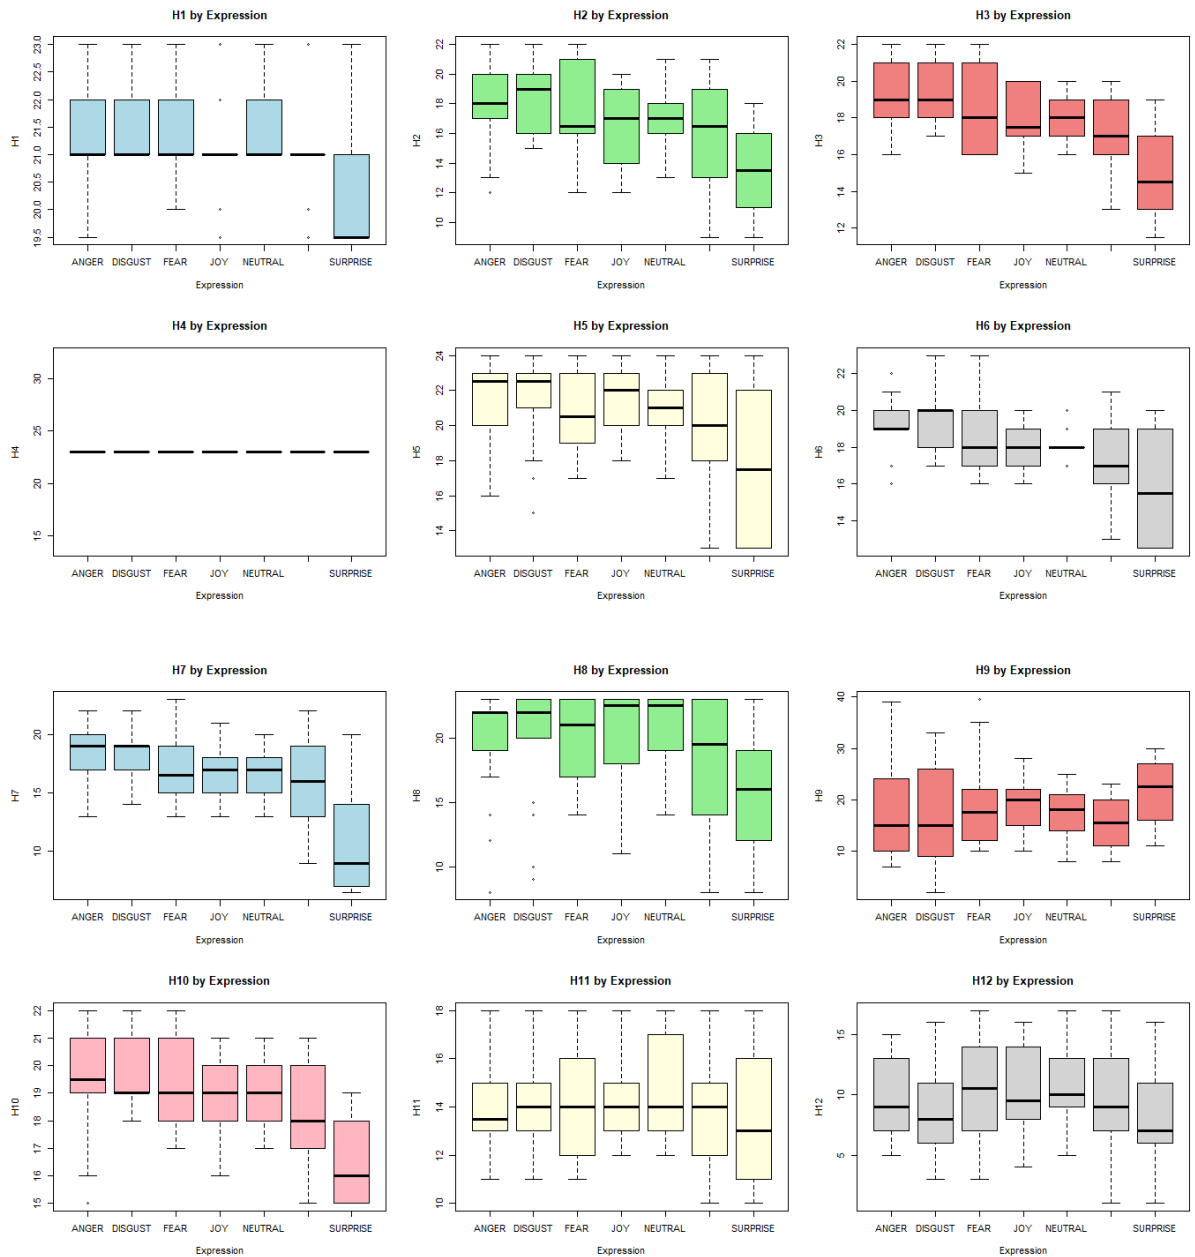 H1 by Expression
H1
23.0
22.5
22.0
21.5
21.0
20.5
20.0
19.5
ANGER DISGUST FEAR JOY NEUTRAL SURPRISE
Expression
H2 by Expression
H2
22
20
18
16
14
12
10
ANGER DISGUST FEAR JOY NEUTRAL SURPRISE
Expression
H3 by Expression
H3
22
20
18
16
14
12
ANGER DISGUST FEAR JOY NEUTRAL SURPRISE
Expression
H4 by Expression
H4
30
25
20
15
ANGER DISGUST FEAR JOY NEUTRAL SURPRISE
Expression
H5 by Expression
H5
24
22
20
18
16
14
ANGER DISGUST FEAR JOY NEUTRAL SURPRISE
Expression
H6 by Expression
H6
22
20
18
16
14
ANGER DISGUST FEAR JOY NEUTRAL SURPRISE
Expression
H7 by Expression
H7
20
15
10
ANGER DISGUST FEAR JOY NEUTRAL SURPRISE
Expression
H8 by Expression
H8
20
15
10
ANGER DISGUST FEAR JOY NEUTRAL SURPRISE
Expression
H9 by Expression
H9
40
30
20
10
ANGER DISGUST FEAR JOY NEUTRAL SURPRISE
Expression
H10 by Expression
H10
22
21
20
19
18
17
16
15
ANGER DISGUST FEAR JOY NEUTRAL SURPRISE
Expression
H11 by Expression
H11
18
16
14
12
10
ANGER DISGUST FEAR JOY NEUTRAL SURPRISE
Expression
H12 by Expression
H12
15
10
5
ANGER DISGUST FEAR JOY NEUTRAL SURPRISE
Expression